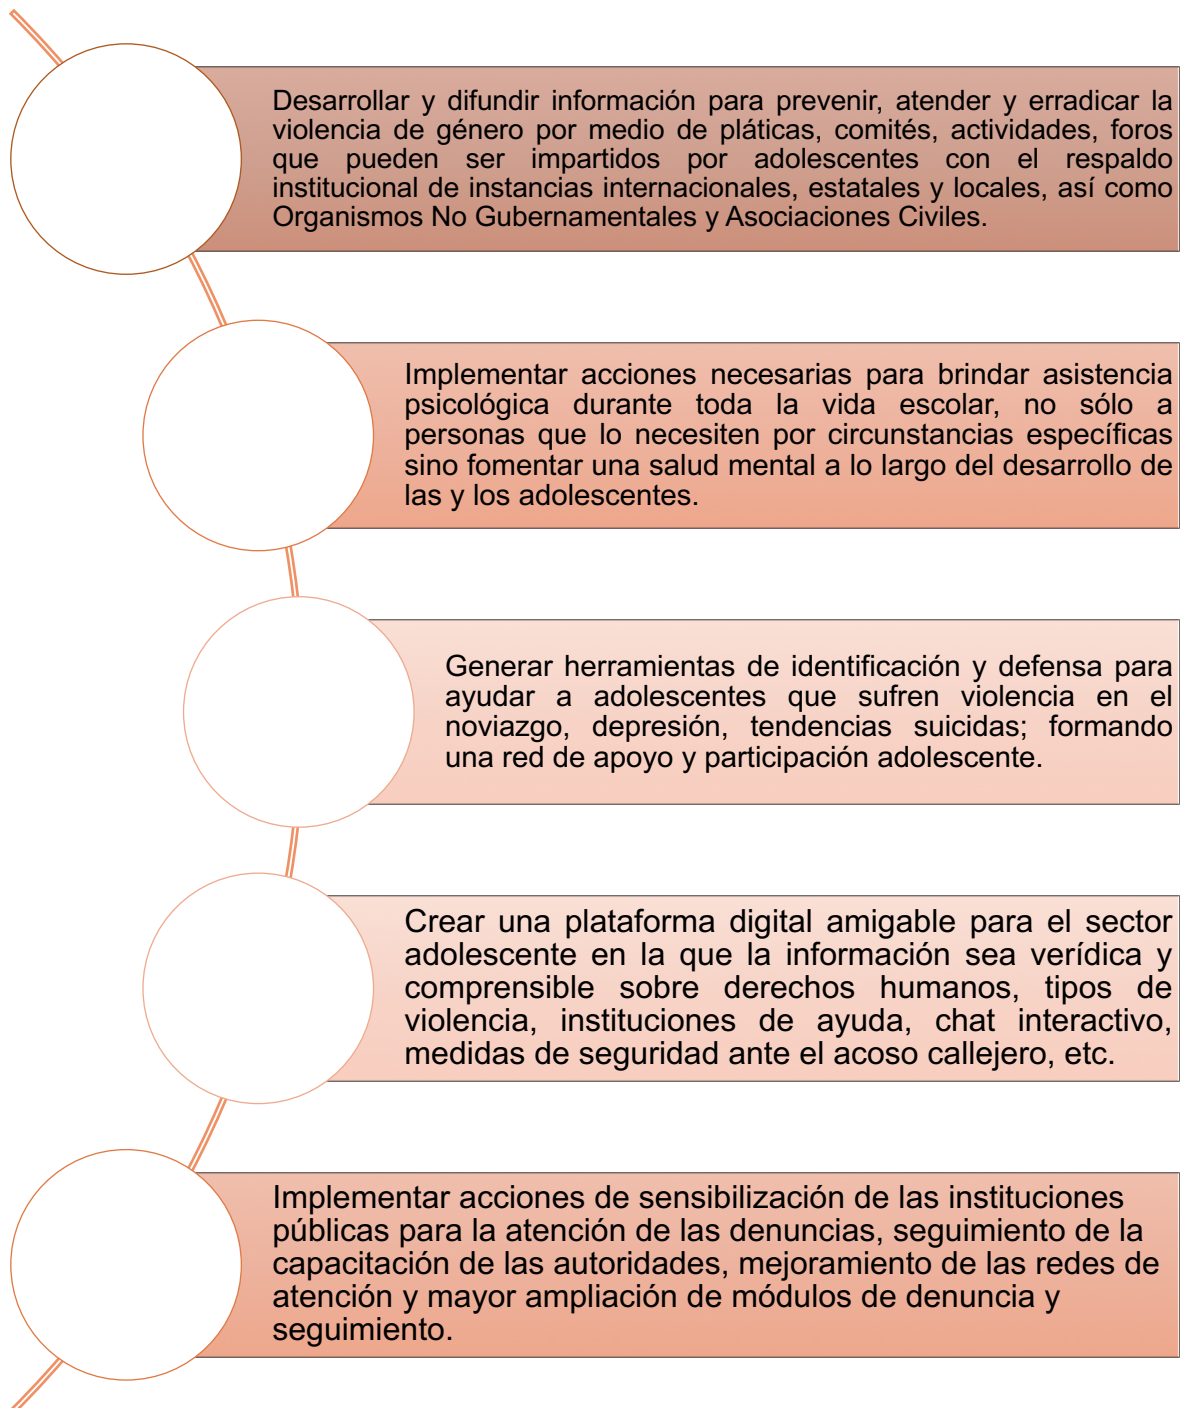 Desarrollar y difundir información para prevenir, atender y erradicar la
violencia de género por medio de pláticas, comités, actividades, foros
que pueden ser impartidos por adolescentes con el respaldo
institucional de instancias internacionales, estatales y locales, así como
Organismos No Gubernamentales y Asociaciones Civiles.
Implementar acciones necesarias para brindar asistencia
psicológica durante toda la vida escolar, no sólo a
personas que lo necesiten por circunstancias específicas
sino fomentar una salud mental a lo largo del desarrollo de
las y los adolescentes.
Generar herramientas de identificación y defensa para
ayudar a adolescentes que sufren violencia en el
noviazgo, depresión, tendencias suicidas; formando
una red de apoyo y participación adolescente.
Crear una plataforma digital amigable para el sector
adolescente en la que la información sea verídica y
comprensible sobre derechos humanos, tipos de
violencia, instituciones de ayuda, chat interactivo,
medidas de seguridad ante el acoso callejero, etc.
Implementar acciones de sensibilización de las instituciones
públicas para la atención de las denuncias, seguimiento de la
capacitación de las autoridades, mejoramiento de las redes de
atención y mayor ampliación de módulos de denuncia y
seguimiento.